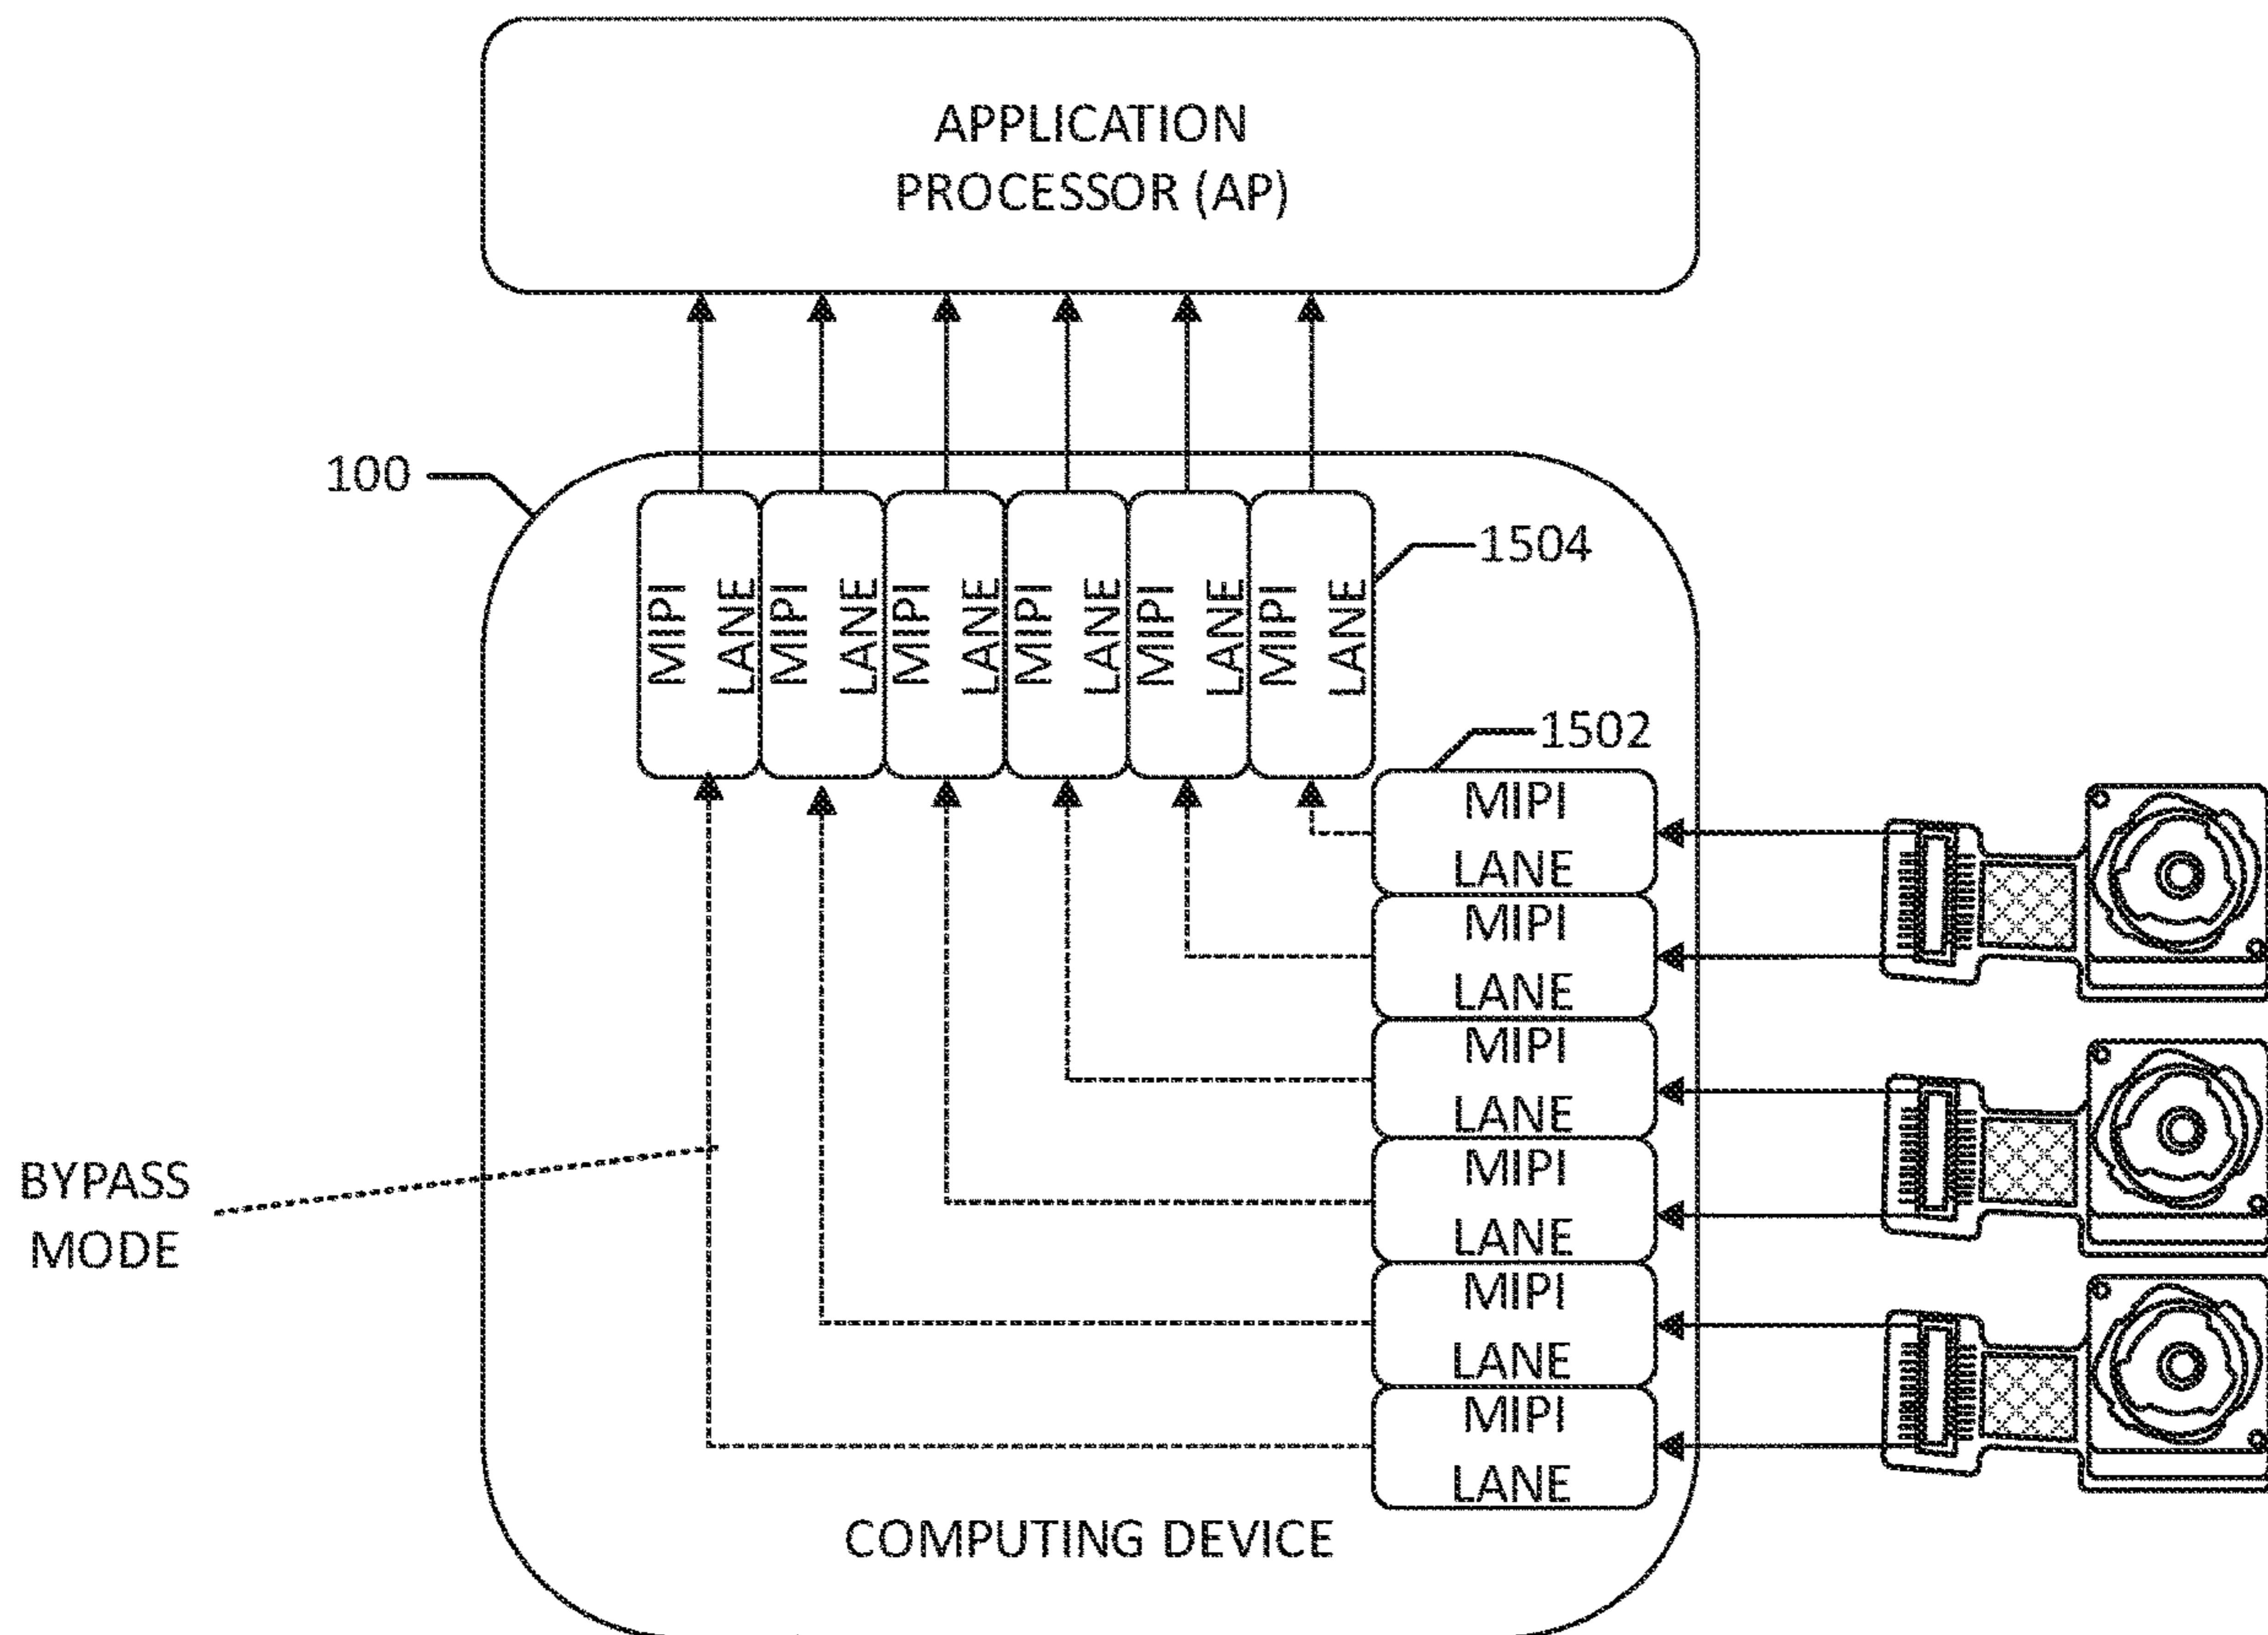 APPLICATION
PROCESSOR (AP)
100
MIPI
LANE
MIPI
LANE
MIPI
LANE
MIPI
LANE
MIPI
LANE
MIPI
LANE
1504
1502
MIPI
LANE
MIPI
LANE
MIPI
LANE
MIPI
LANE
MIPI
LANE
MIPI
LANE
BYPASS
MODE
COMPUTING DEVICE